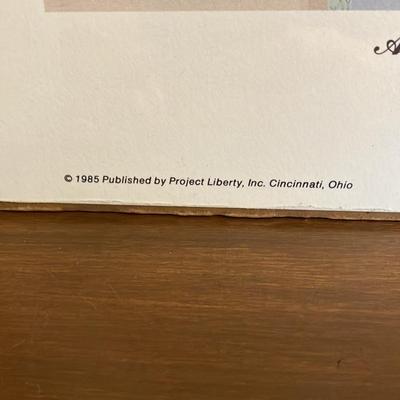 A
© 1985 Published by Project Liberty, Inc. Cincinnati, Ohio